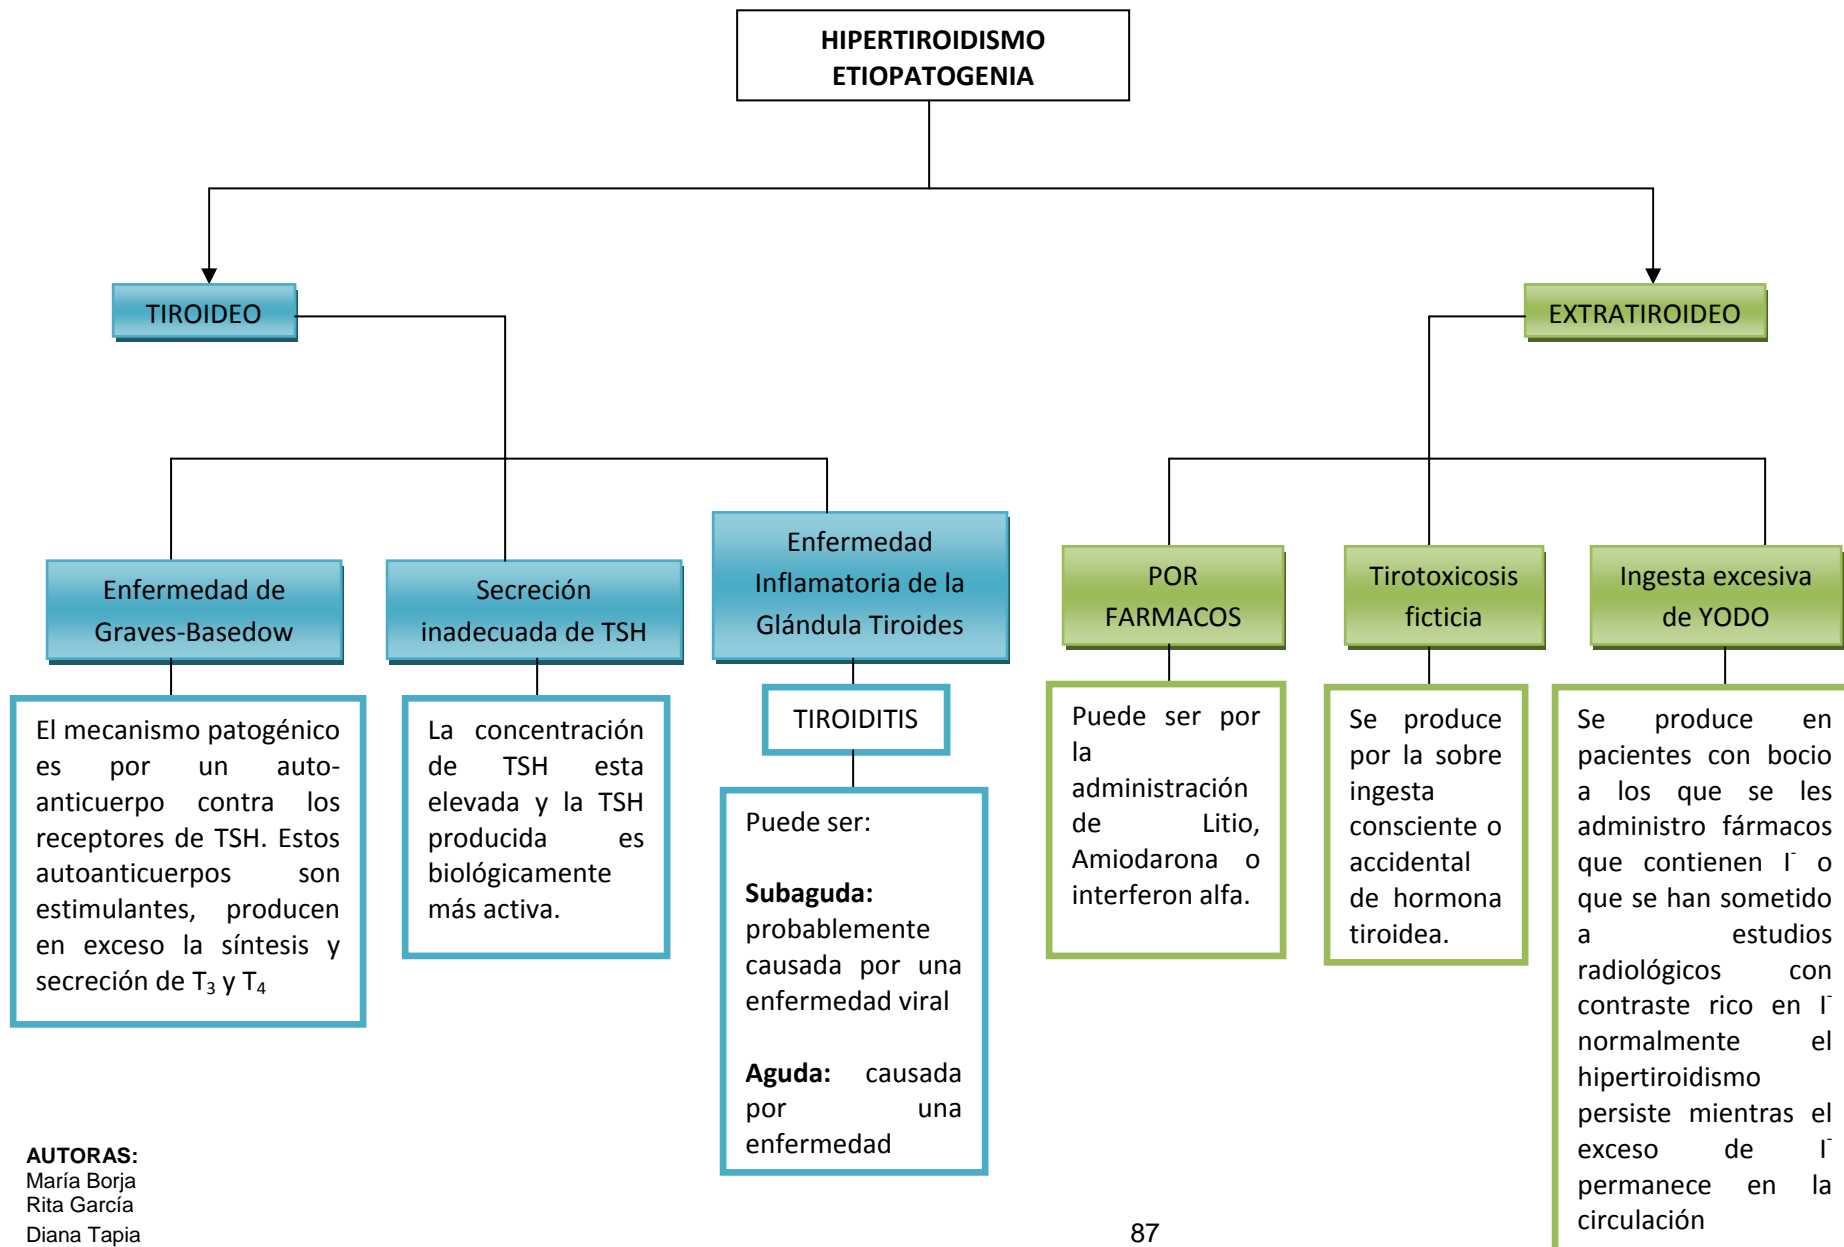 HIPERTIROIDISMO
ETIOPATOGENIA
TIROIDEO
EXTRATIROIDEO
Enfermedad de
Graves-Basedow
Secreción
inadecuada de TSH
Enfermedad
Inflamatoria de la
Glándula Tiroides
POR
FARMACOS
Tirotoxicosis
ficticia
Ingesta excesiva
de YODO
El mecanismo patogénico
es por un auto-
anticuerpo contra los
receptores de TSH. Estos
autoanticuerpos son
estimulantes, producen
en exceso la síntesis y
secreción de T₃ y T₄
La concentración
de TSH esta
elevada y la TSH
producida es
biológicamente
más activa.
TIROIDITIS
Puede ser:
Subaguda:
probablemente
causada por una
enfermedad viral
Aguda: causada
por una
enfermedad
Puede ser por
la
administración
de Litio,
Amiodarona o
interferon alfa.
Se produce
por la sobre
ingesta
consciente o
accidental
de hormona
tiroidea.
Se produce en
pacientes con bocio
a los que se les
administro fármacos
que contienen I⁻ o
que se han sometido
a estudios
radiológicos con
contraste rico en I⁻
normalmente el
hipertiroidismo
persiste mientras el
exceso de I⁻
permanece en la
circulación
AUTORAS:
María Borja
Rita García
Diana Tapia
87